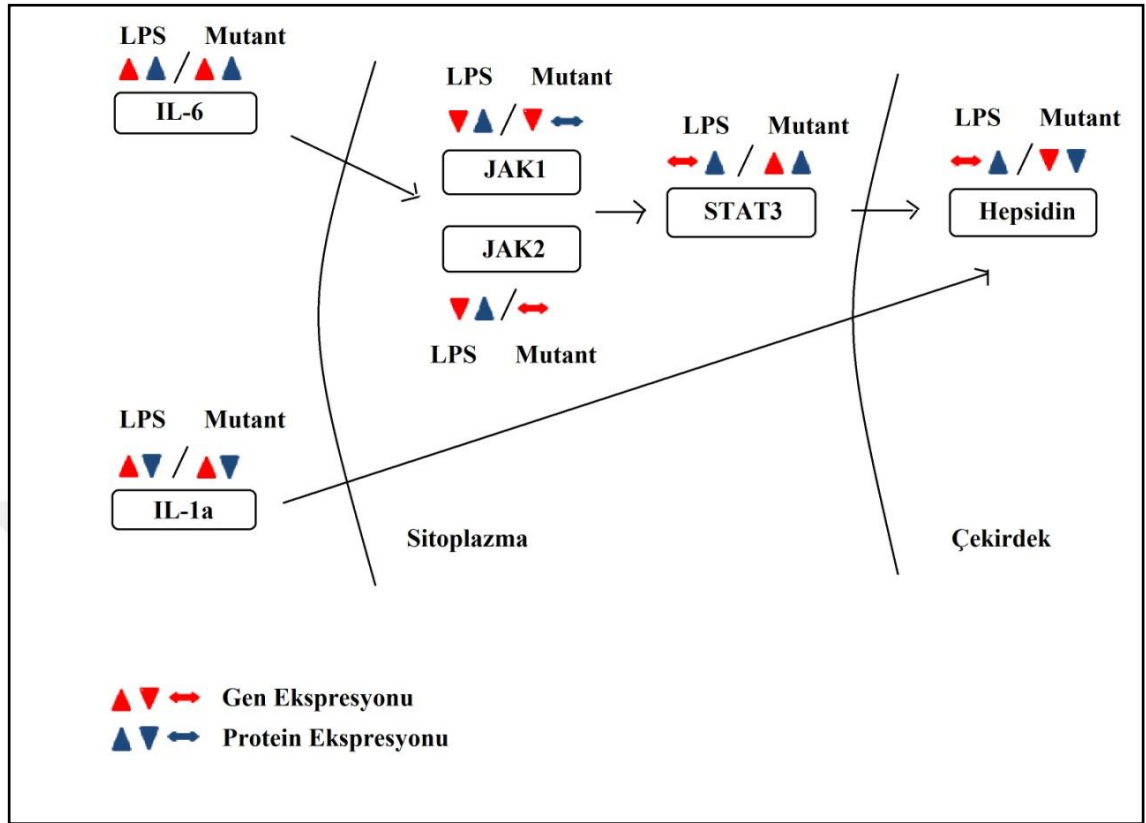 LPS Mutant
IL-6
LPS Mutant
JAK1
JAK2
LPS Mutant
LPS Mutant
STAT3
LPS Mutant
Hepsidin
LPS Mutant
IL-1a
Sitoplazma
Çekirdek
Gen Ekspresyonu
Protein Ekspresyonu